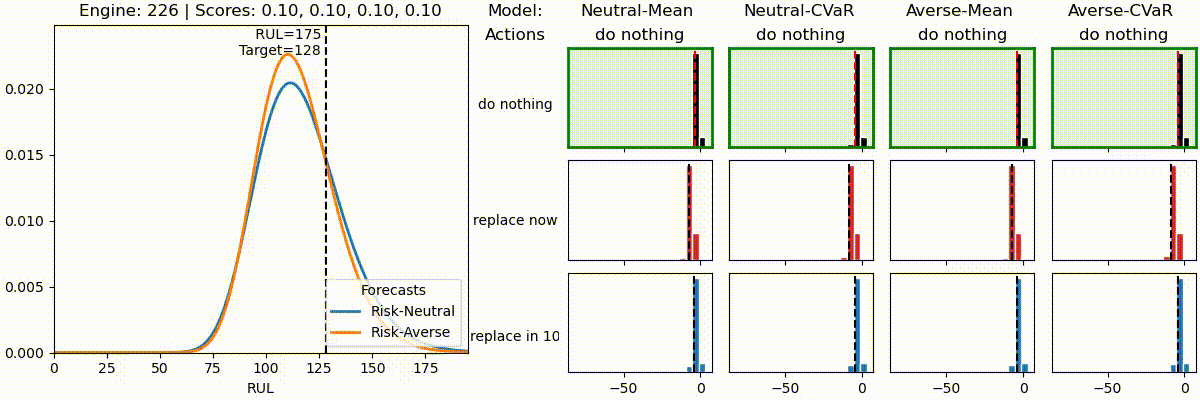 Engine: 226 | Scores: 0.10, 0.10, 0.10, 0.10
RUL=175
Target=128
0.020
0.015
0.010
0.005
0.000
0 25 50 75 100 125 150 175
RUL
Forecasts
Risk-Neutral
Risk-Averse
Model: Neutral-Mean Neutral-CVaR Averse-Mean Averse-CVaR
Actions do nothing do nothing do nothing do nothing
do nothing
replace now
replace in 10
−50 0 −50 0 −50 0 −50 0